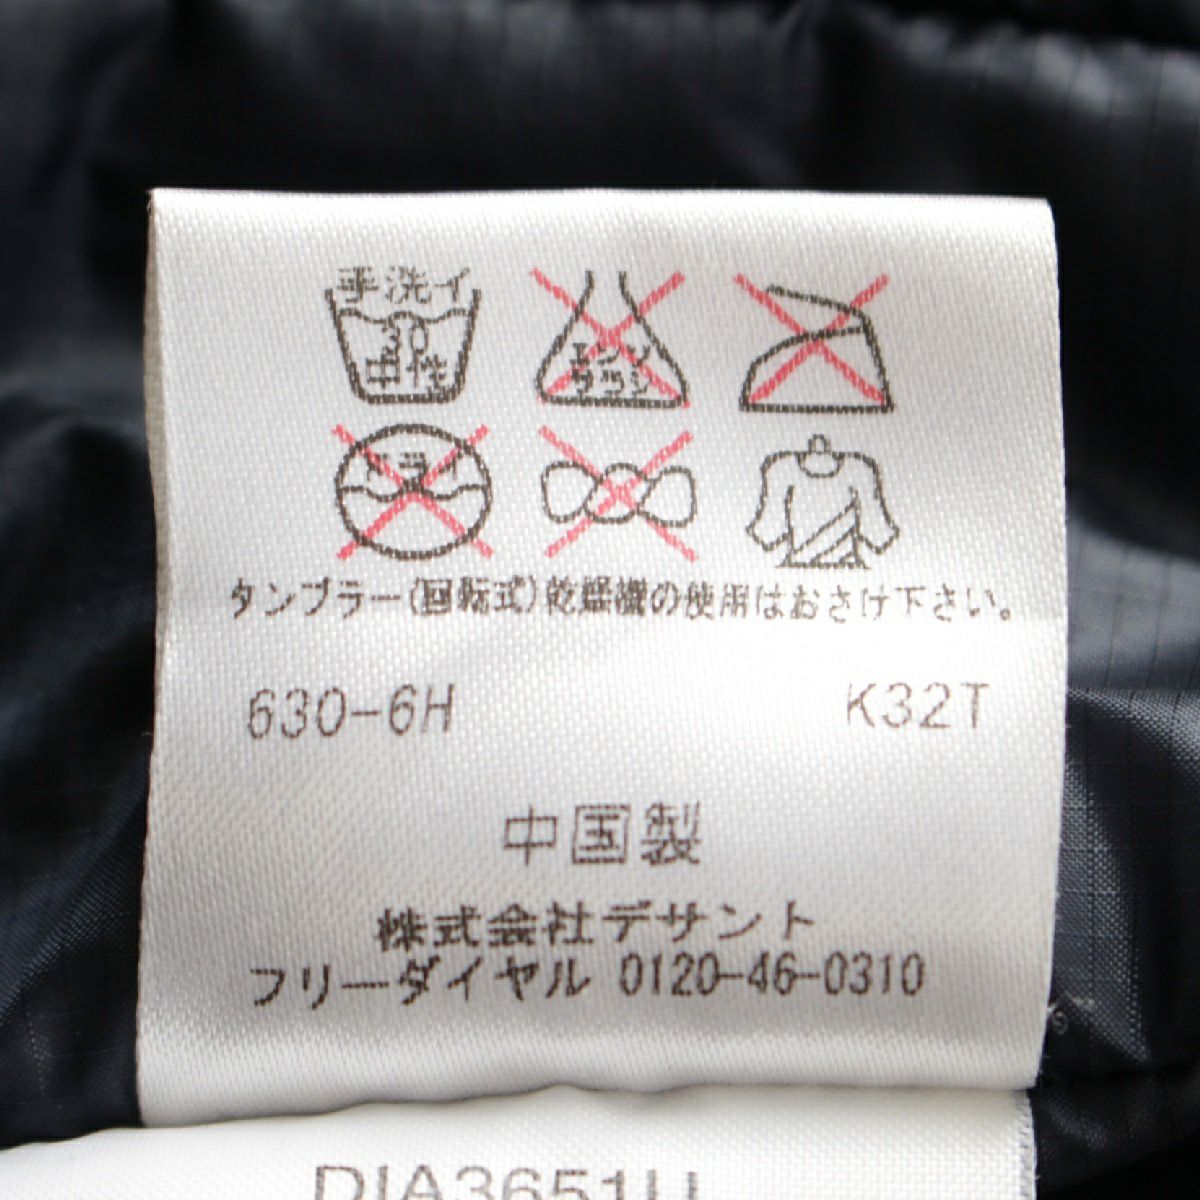 手洗イ
30
中性
エンソ
サラシ
ドライ
タンブラー(回転式)乾燥機の使用はおさけ下さい。
630-6H K32T
中国製
株式会社デサント
フリーダイヤル 0120-46-0310
DIA3651U